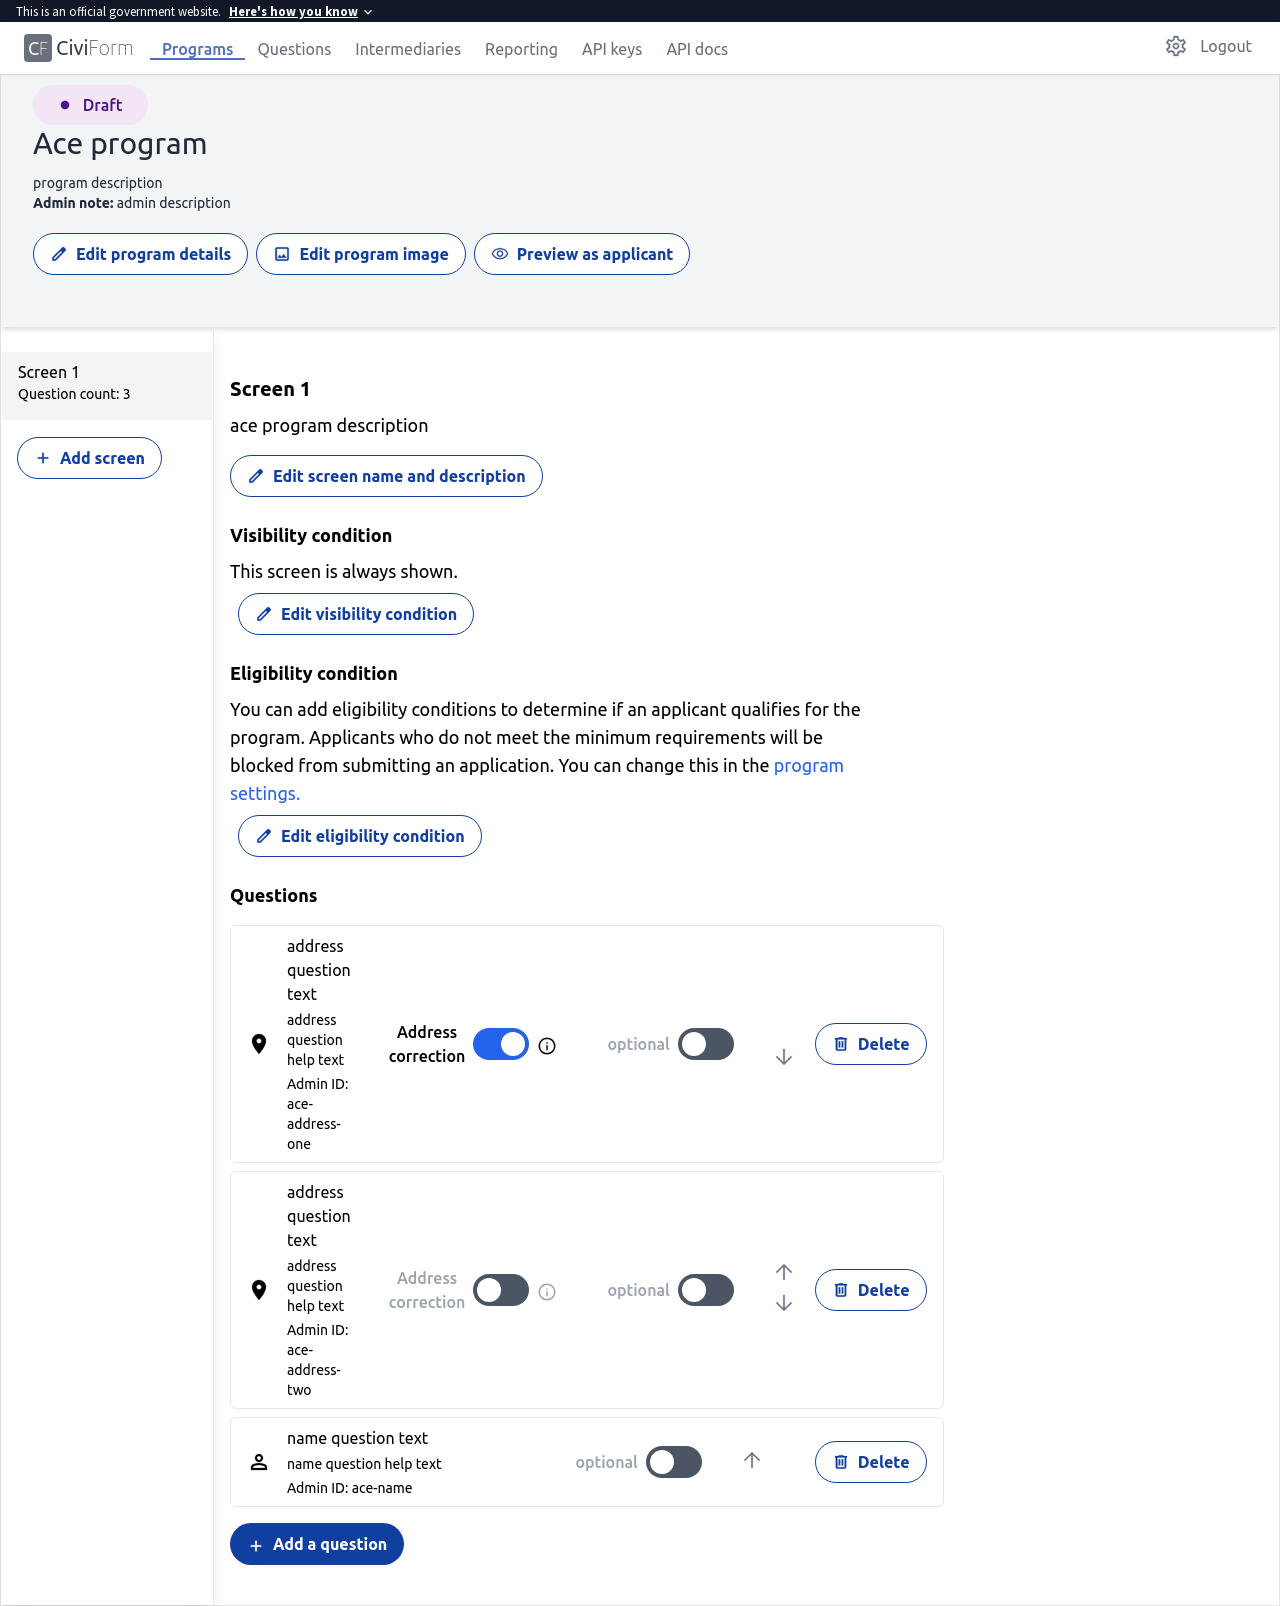 This is an official government website. Here's how you know
CF CiviForm Programs Questions Intermediaries Reporting API keys API docs Logout
Draft
Ace program
program description
Admin note: admin description
Edit program details Edit program image Preview as applicant
Screen 1
Question count: 3
Add screen
Screen 1
ace program description
Edit screen name and description
Visibility condition
This screen is always shown.
Edit visibility condition
Eligibility condition
You can add eligibility conditions to determine if an applicant qualifies for the
program. Applicants who do not meet the minimum requirements will be
blocked from submitting an application. You can change this in the program
settings.
Edit eligibility condition
Questions
address
question
text
address
question
help text
Admin ID:
ace-
address-
one
Address
correction
optional
Delete
address
question
text
address
question
help text
Admin ID:
ace-
address-
two
Address
correction
optional
Delete
name question text
name question help text
Admin ID: ace-name
optional
Delete
Add a question